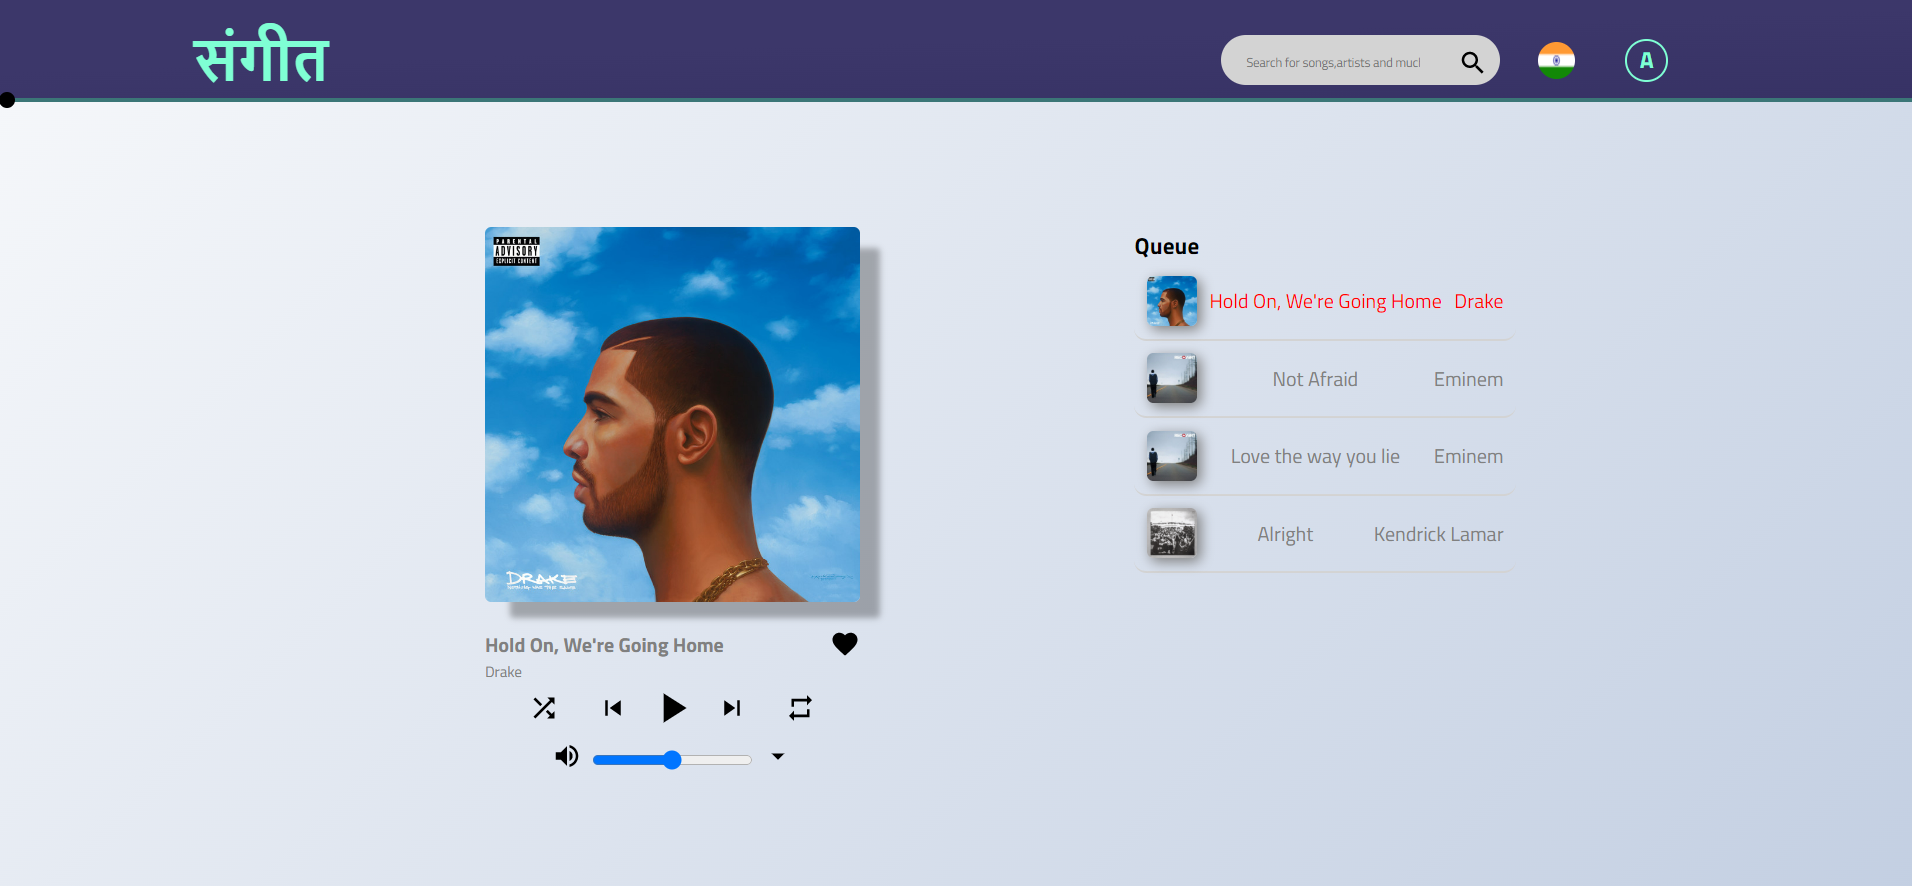 संगीत
Search for songs,artists and mucl
A
PARENTAL
ADVISORY
EXPLICIT CONTENT
DRAKE
Hold On, We're Going Home
Drake
Queue
Hold On, We're Going Home Drake
Not Afraid Eminem
Love the way you lie Eminem
Alright Kendrick Lamar